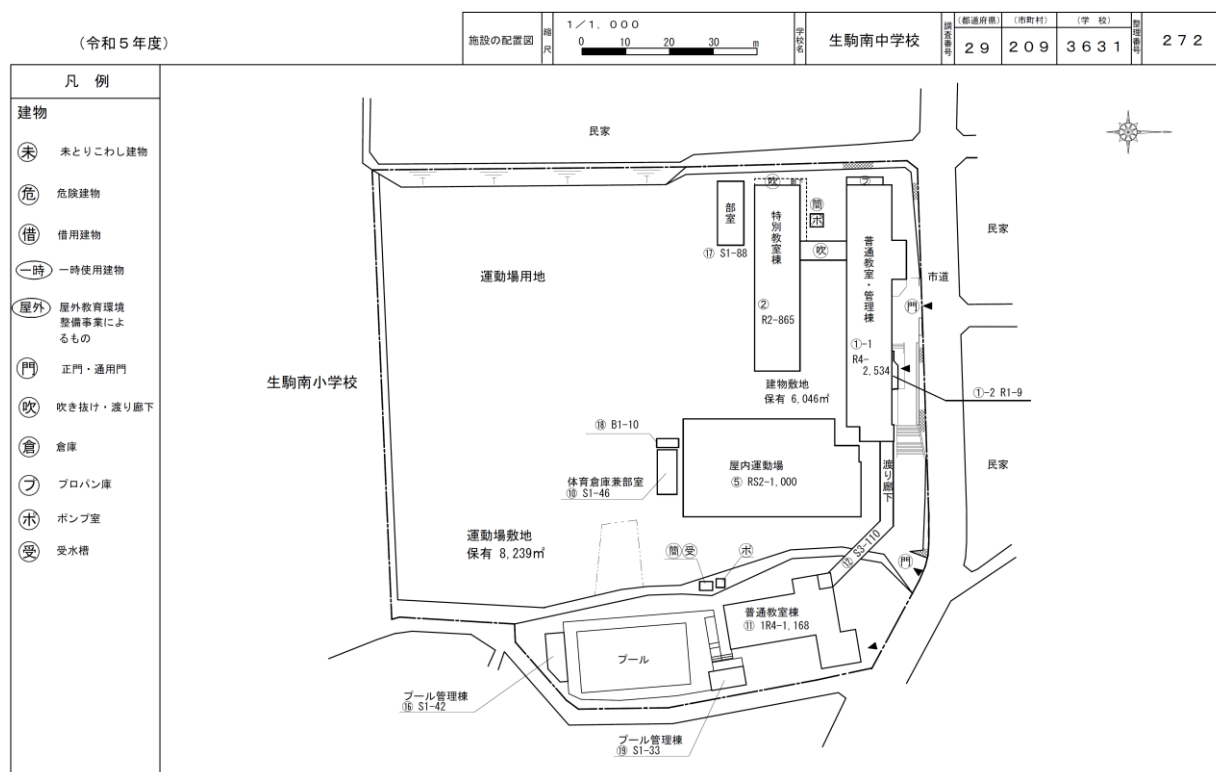 (令和5年度)
施設の配置図
縮尺
1/1,000
0 10 20 30 m
学校名
生駒南中学校
調査番号
(都道府県) (市町村) (学 校)
29 209 3631
整理番号
272
凡 例
建物
未 未とりこわし建物
危 危険建物
借 借用建物
一時 一時使用建物
屋外 屋外教育環境
整備事業によ
るもの
門 正門・通用門
吹 吹き抜け・渡り廊下
倉 倉庫
プ プロパン庫
ポ ポンプ室
受 受水槽
民家
吹
プ
部室
⑰ S1-88
特別教室棟
②
R2-865
簡
ポ
吹
普通教室・管理棟
①-1
R4-
2,534
民家
市道
門
運動場用地
生駒南小学校
建物敷地
保有 6,046㎡
①-2 R1-9
⑱ B1-10
屋内運動場
⑤ RS2-1,000
渡り廊下
民家
体育倉庫兼部室
⑩ S1-46
運動場敷地
保有 8,239㎡
簡 受
ポ
⑫ S3-110
門
普通教室棟
⑪ 1R4-1,168
プール
プール管理棟
⑯ S1-42
プール管理棟
⑲ S1-33